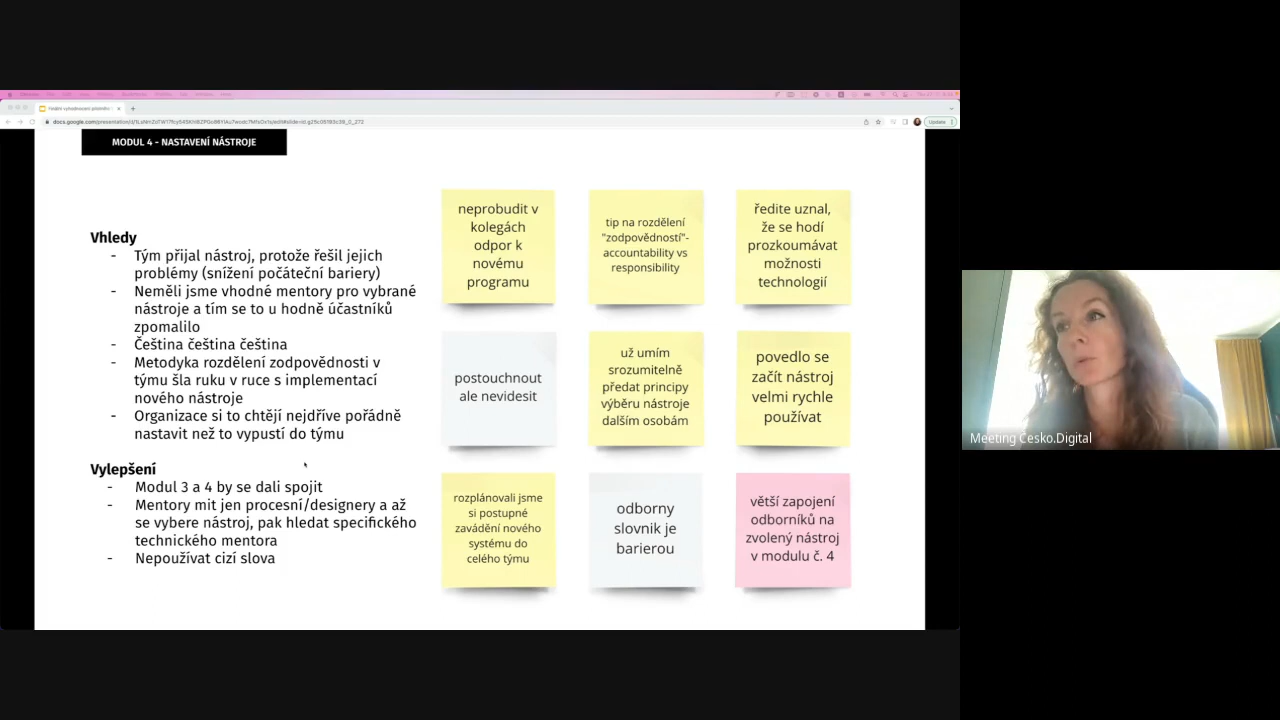 docs.google.com/presentation/d/
Update
MODUL 4 - NASTAVENÍ NÁSTROJE
Vhledy
- Tým přijal nástroj, protože řešil jejich
problémy (snížení počáteční bariery)
- Neměli jsme vhodné mentory pro vybrané
nástroje a tím se to u hodně účastníků
zpomalilo
- Čeština čeština čeština
- Metodyka rozdělení zodpovědnosti v
týmu šla ruku v ruce s implementací
nového nástroje
- Organizace si to chtějí nejdříve pořádně
nastavit než to vypustí do týmu
Vylepšení
- Modul 3 a 4 by se dali spojit
- Mentory mit jen procesní/designery a až
se vybere nástroj, pak hledat specifického
technického mentora
- Nepoužívat cizí slova
neprobudit v
kolegách
odpor k
novému
programu
tip na rozdělení
"zodpovědností"-
accountability vs
responsibility
ředite uznal,
že se hodí
prozkoumávat
možnosti
technologií
postouchnout
ale nevidesit
už umím
srozumitelně
předat principy
výběru nástroje
dalším osobám
povedlo se
začít nástroj
velmi rychle
používat
rozplánovali jsme
si postupné
zavádění nového
systému do
celého týmu
odborny
slovnik je
barierou
větší zapojení
odborníků na
zvolený nástroj
v modulu č. 4
Meeting Česko.Digital